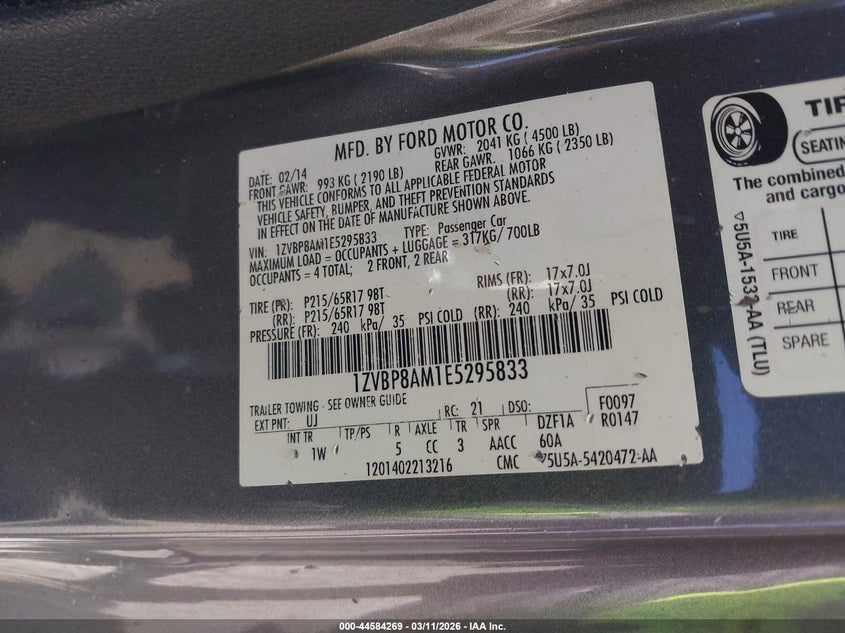 MFD. BY FORD MOTOR CO.
DATE: 02/14 GVWR: 2041 KG ( 4500 LB)
FRONT GAWR: 993 KG ( 2190 LB) REAR GAWR: 1066 KG ( 2350 LB)
THIS VEHICLE CONFORMS TO ALL APPLICABLE FEDERAL MOTOR
VEHICLE SAFETY, BUMPER, AND THEFT PREVENTION STANDARDS
IN EFFECT ON THE DATE OF MANUFACTURE SHOWN ABOVE.
VIN: 1ZVBP8AM1E5295833 TYPE: Passenger Car
MAXIMUM LOAD = OCCUPANTS + LUGGAGE = 317KG/ 700LB
OCCUPANTS = 4 TOTAL; 2 FRONT, 2 REAR
TIRE (FR): P215/65R17 98T RIMS (FR): 17x7.0J
(RR): P215/65R17 98T (RR): 17x7.0J
PRESSURE (FR): 240 kPa/ 35 PSI COLD (RR): 240 kPa/ 35 PSI COLD
1ZVBP8AM1E5295833
TRAILER TOWING - SEE OWNER GUIDE
EXT PNT: UJ RC: 21 DSO: F0097
INT TR TP/PS R AXLE TR SPR DZF1A R0147
1W 5 CC 3 AACC 60A
1201402213216 CMC 75U5A-5420472-AA
TIR
SEATIN
The combined
and cargo
TIRE
FRONT
REAR
SPARE
(TLU)
000-44584269 - 03/11/2026 - IAA Inc.